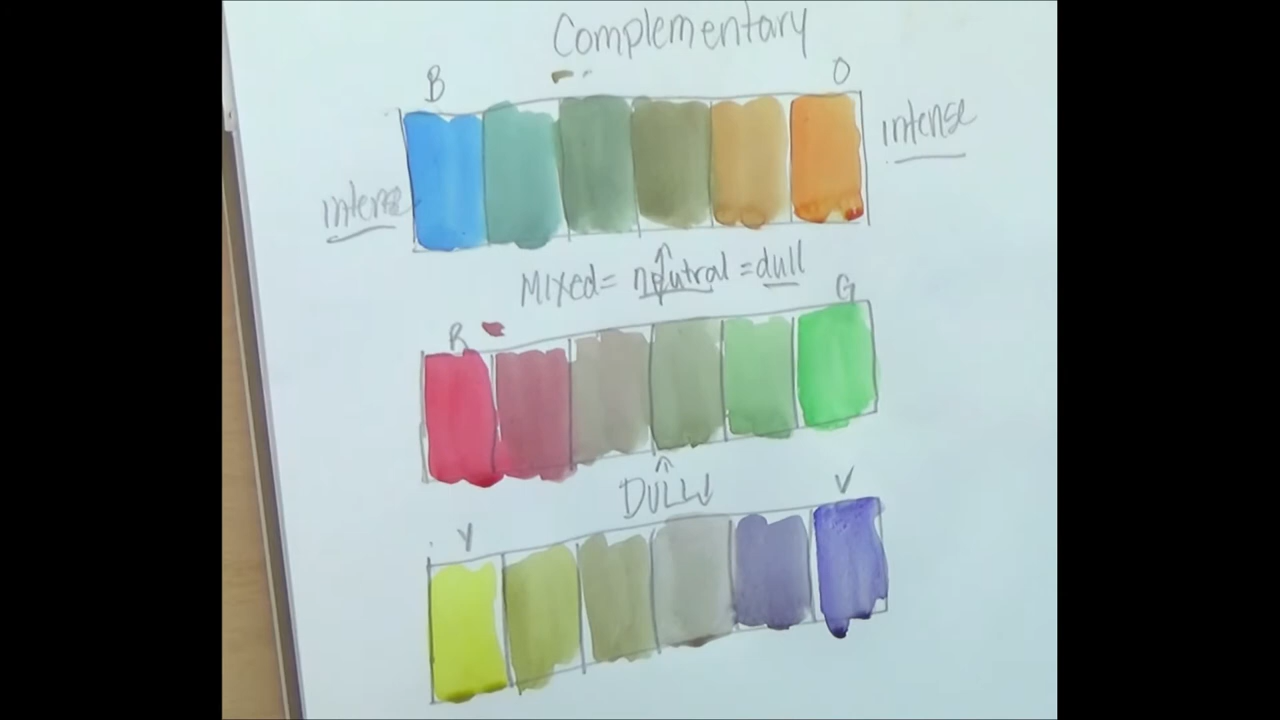 Complementary
B O
intense
intense
Mixed = neutral = dull
R G
DULL
Y V